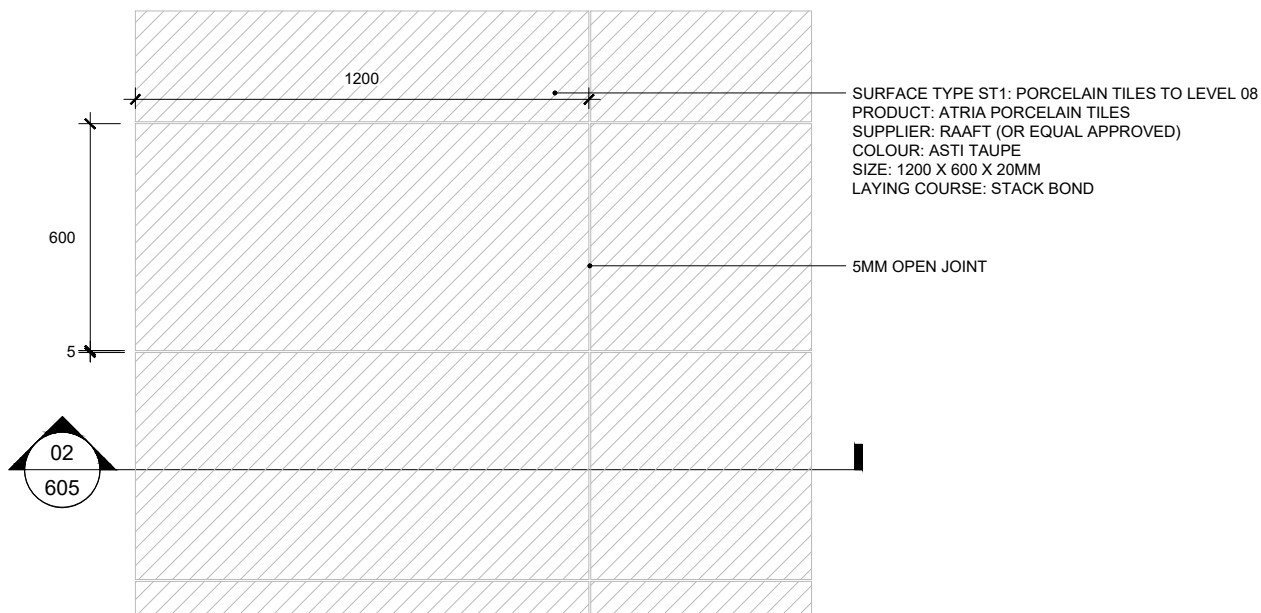 1200
SURFACE TYPE ST1: PORCELAIN TILES TO LEVEL 08
PRODUCT: ATRIA PORCELAIN TILES
SUPPLIER: RAAFT (OR EQUAL APPROVED)
COLOUR: ASTI TAUPE
SIZE: 1200 X 600 X 20MM
LAYING COURSE: STACK BOND
600
5MM OPEN JOINT
5
02
605